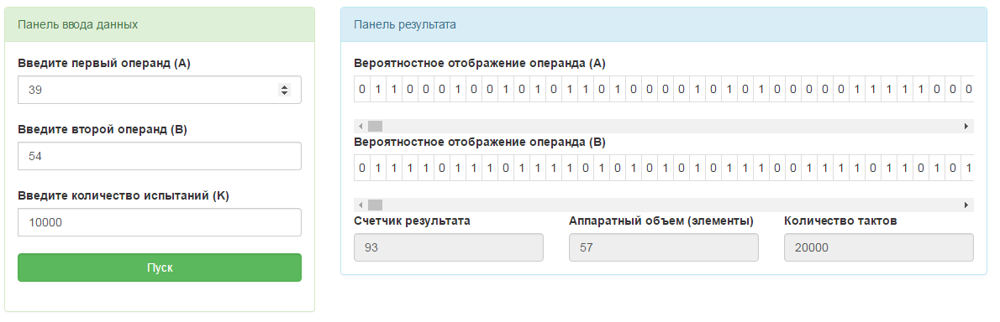 Панель ввода данных
Введите первый операнд (A)
39
Введите второй операнд (B)
54
Введите количество испытаний (K)
10000
Пуск
Панель результата
Вероятностное отображение операнда (A)
0 1 1 0 0 0 1 0 0 1 0 1 0 1 1 0 1 0 0 0 0 1 0 1 0 1 0 0 0 0 0 1 1 1 1 1 0 0 0
Вероятностное отображение операнда (B)
0 1 1 1 1 0 1 1 1 0 1 1 1 1 0 1 0 1 0 1 0 1 0 1 1 1 0 0 1 1 1 1 0 1 1 0 1 0 1
Счетчик результата
93
Аппаратный объем (элементы)
57
Количество тактов
20000